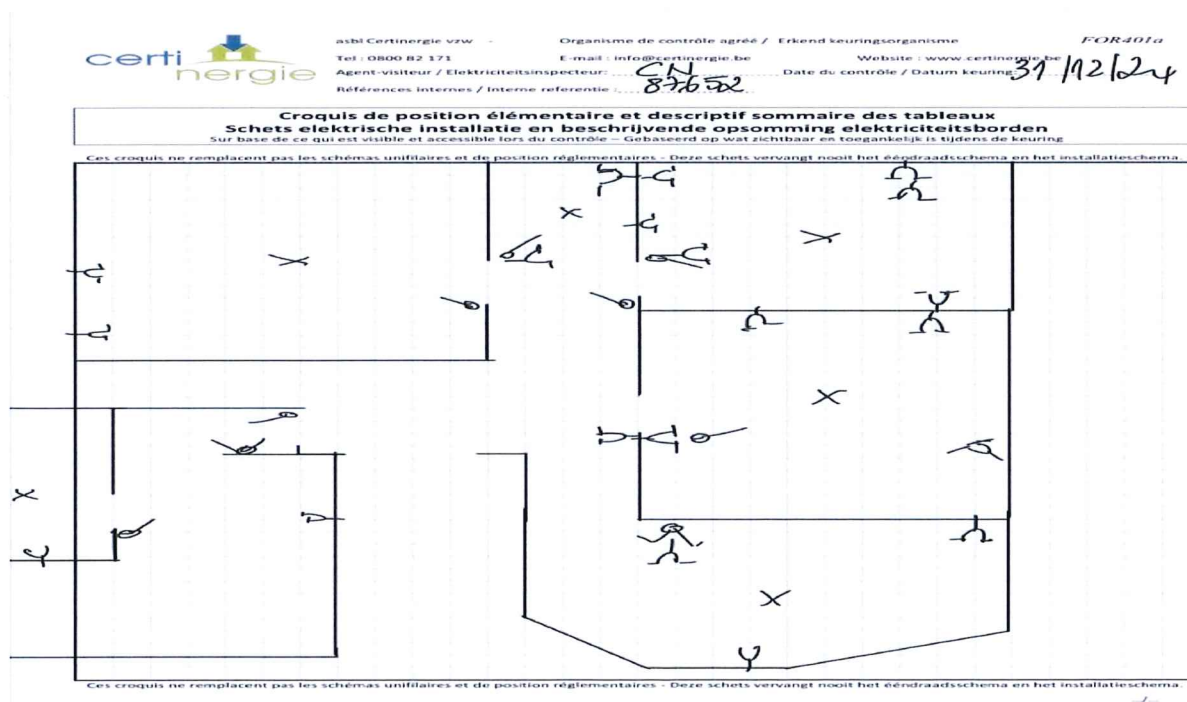 certi
nergie
asbl Certinergie vzw - Organisme de contrôle agréé / Erkend keuringsorganisme FOR401a
Tel : 0800 82 171 E-mail : info@certinergie.be Website : www.certinergie.be
Agent-visiteur / Elektriciteitsinspecteur: CN Date du contrôle / Datum keuring: 31/12/24
Références internes / Interne referentie : 87652
Croquis de position élémentaire et descriptif sommaire des tableaux
Schets elektrische installatie en beschrijvende opsomming elektriciteitsborden
Sur base de ce qui est visible et accessible lors du contrôle – Gebaseerd op wat zichtbaar en toegankelijk is tijdens de keuring
Ces croquis ne remplacent pas les schémas unifilaires et de position réglementaires - Deze schets vervangt nooit het ééndraadsschema en het installatieschema.
Ces croquis ne remplacent pas les schémas unifilaires et de position réglementaires - Deze schets vervangt nooit het ééndraadsschema en het installatieschema.